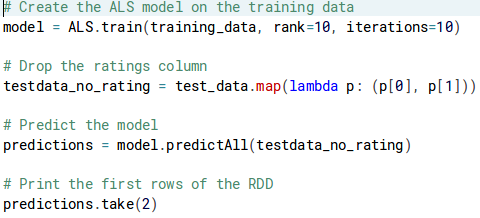 # Create the ALS model on the training data
model = ALS.train(training_data, rank=10, iterations=10)
# Drop the ratings column
testdata_no_rating = test_data.map(lambda p: (p[0], p[1]))
# Predict the model
predictions = model.predictAll(testdata_no_rating)
# Print the first rows of the RDD
predictions.take(2)